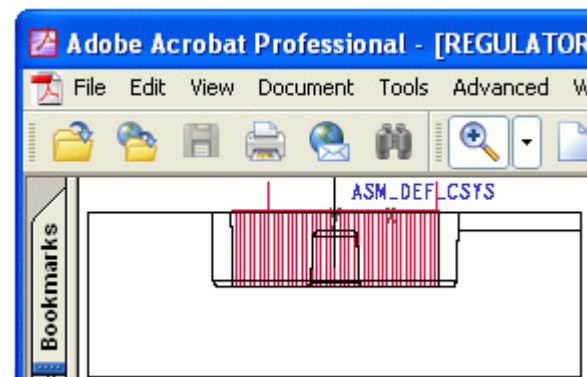 Adobe Acrobat Professional - [REGULATOR
File Edit View Document Tools Advanced W
ASM_DEF_CSYS
Bookmarks